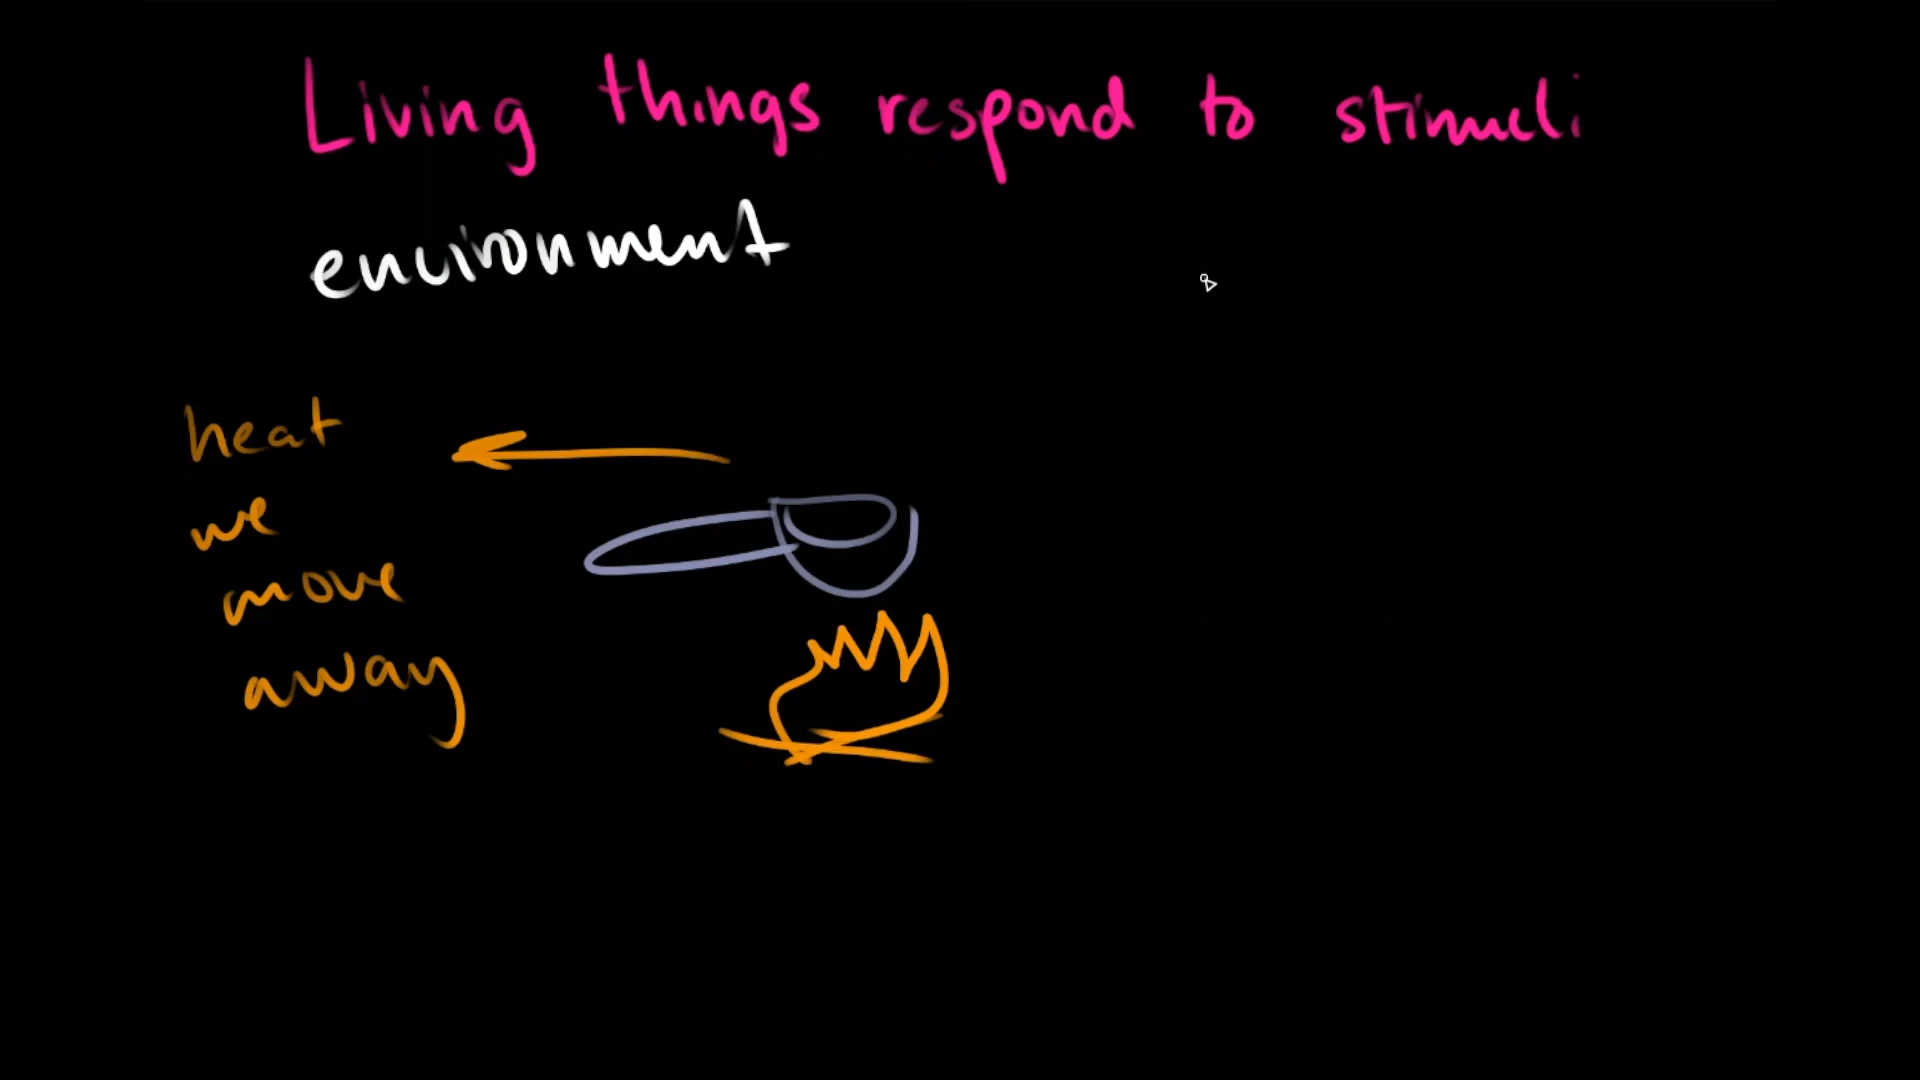 Living things respond to stimuli
environment
heat
we
move
away